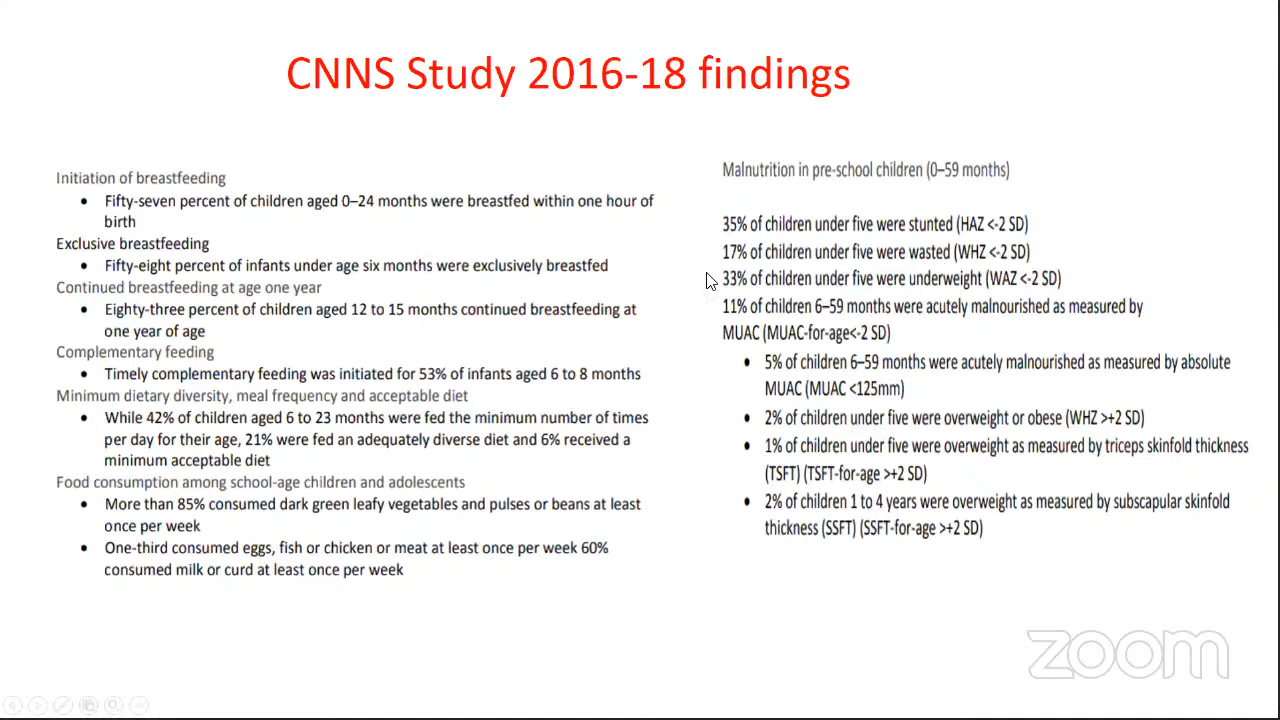 CNNS Study 2016-18 findings
Initiation of breastfeeding
• Fifty-seven percent of children aged 0–24 months were breastfed within one hour of
birth
Exclusive breastfeeding
• Fifty-eight percent of infants under age six months were exclusively breastfed
Continued breastfeeding at age one year
• Eighty-three percent of children aged 12 to 15 months continued breastfeeding at
one year of age
Complementary feeding
• Timely complementary feeding was initiated for 53% of infants aged 6 to 8 months
Minimum dietary diversity, meal frequency and acceptable diet
• While 42% of children aged 6 to 23 months were fed the minimum number of times
per day for their age, 21% were fed an adequately diverse diet and 6% received a
minimum acceptable diet
Food consumption among school-age children and adolescents
• More than 85% consumed dark green leafy vegetables and pulses or beans at least
once per week
• One-third consumed eggs, fish or chicken or meat at least once per week 60%
consumed milk or curd at least once per week
Malnutrition in pre-school children (0–59 months)
35% of children under five were stunted (HAZ <-2 SD)
17% of children under five were wasted (WHZ <-2 SD)
33% of children under five were underweight (WAZ <-2 SD)
11% of children 6–59 months were acutely malnourished as measured by
MUAC (MUAC-for-age<-2 SD)
• 5% of children 6–59 months were acutely malnourished as measured by absolute
MUAC (MUAC <125mm)
• 2% of children under five were overweight or obese (WHZ >+2 SD)
• 1% of children under five were overweight as measured by triceps skinfold thickness
(TSFT) (TSFT-for-age >+2 SD)
• 2% of children 1 to 4 years were overweight as measured by subscapular skinfold
thickness (SSFT) (SSFT-for-age >+2 SD)
zoom